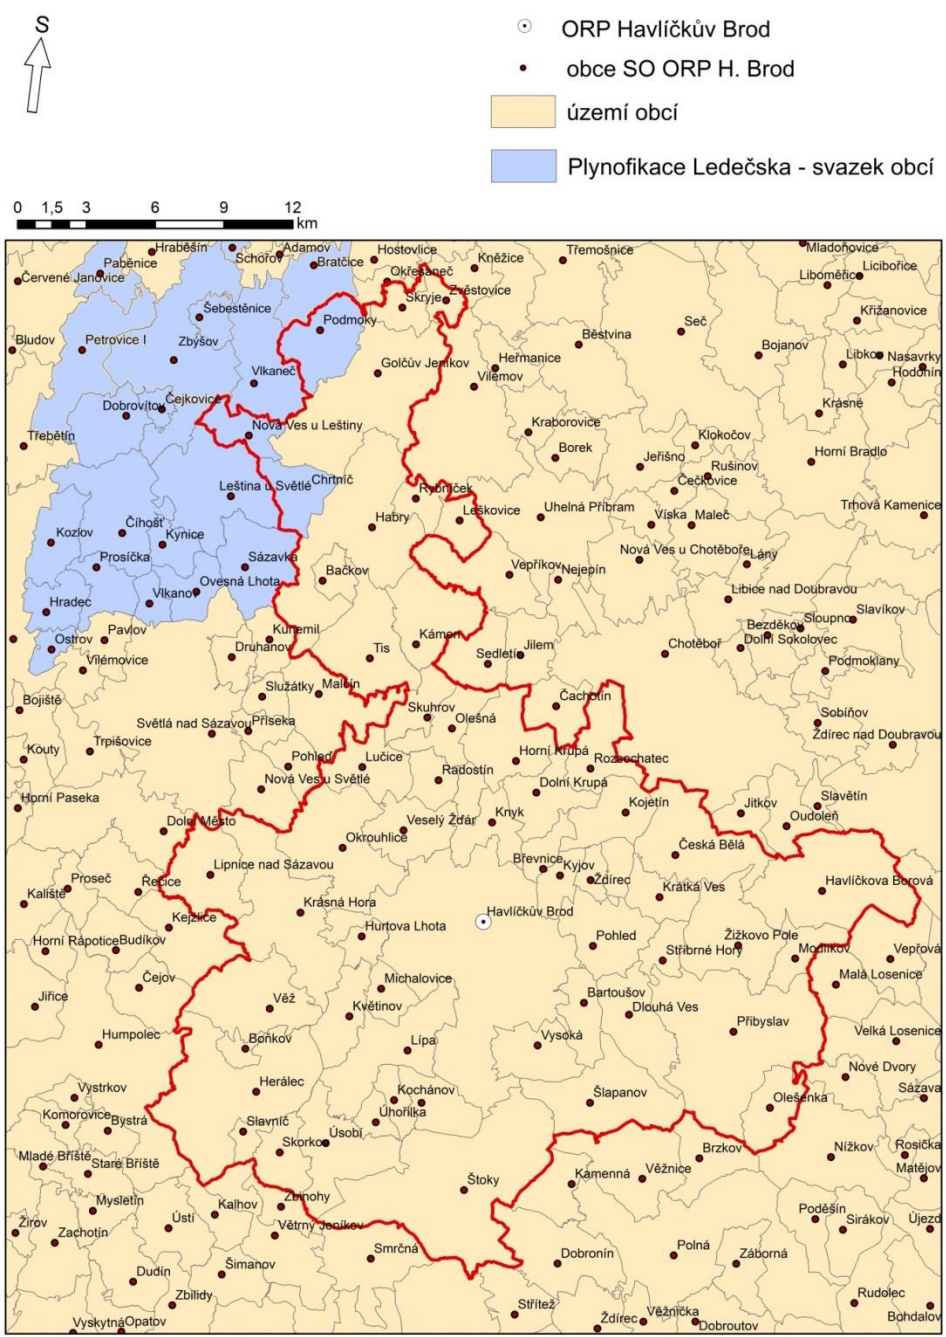 S
ORP Havlíčkův Brod
obce SO ORP H. Brod
území obcí
Plynofikace Ledečska - svazek obcí
0 1,5 3 6 9 12
km
Hraběšín
Schořov
Adamov
Hostovlice
Třemošnice
Mladoňovice
Paběnice
Bratčice
Kněžice
Licibořice
Červené Janovice
Okřesaneč
Liboměřice
Skryje
Zvěstovice
Šebestěnice
Podmoky
Křižanovice
Běstvina
Seč
Petrovice I
Bludov
Zbýšov
Golčův Jeníkov
Heřmanice
Bojanov
Libkov
Nasavrky
Vlkaneč
Vilémov
Hodonín
Čejkovice
Dobrovítov
Krásné
Nová Ves u Leštiny
Kraborovice
Třebětín
Klokočov
Borek
Jeřišno
Horní Bradlo
Rušinov
Chrtníč
Leština u Světlé
Čečkovice
Rybníček
Leškovice
Uhelná Příbram
Trhová Kamenice
Číhošť
Habry
Víska
Maleč
Kozlov
Kynice
Nová Ves u Chotěboře
Lány
Prosíčka
Sázavka
Ovesná Lhota
Bačkov
Vepříkov
Nejepín
Vlkanov
Libice nad Doubravou
Hradec
Sloupno
Slavíkov
Bezděkov
Pavlov
Kunemil
Kámen
Ostrov
Druhanov
Dolní Sokolovec
Vilémovice
Tis
Sedletín
Jilem
Chotěboř
Podmoklany
Služátky
Malčín
Čachotín
Bojiště
Skuhrov
Sobíňov
Světlá nad Sázavou
Příseka
Olešná
Ždírec nad Doubravou
Kouty
Trpišovice
Pohleď
Lučice
Horní Krupá
Rozsochatec
Nová Ves u Světlé
Radostín
Dolní Krupá
Horní Paseka
Kojetín
Jitkov
Slavětín
Dolní Město
Veselý Žďár
Knyk
Oudoleň
Okrouhlice
Česká Bělá
Lipnice nad Sázavou
Břevnice
Kyjov
Proseč
Řečice
Ždírec
Havlíčkova Borová
Kaliště
Krátká Ves
Krásná Hora
Havlíčkův Brod
Kejžlice
Hurtova Lhota
Horní Rápotice
Budíkov
Pohled
Žižkovo Pole
Stříbrné Hory
Modlíkov
Vepřová
Čejov
Michalovice
Malá Losenice
Jiřice
Věž
Květinov
Bartoušov
Dlouhá Ves
Přibyslav
Velká Losenice
Humpolec
Boňkov
Lípa
Vysoká
Nové Dvory
Vystrkov
Herálec
Kochánov
Šlapanov
Olešenka
Sázava
Komorovice
Bystrá
Úhořilka
Slavníč
Skorkov
Úsobí
Nížkov
Rosička
Mladé Bříště
Brzkov
Staré Bříště
Kamenná
Věžnice
Matějov
Štoky
Mysletín
Kalhov
Zbinohy
Poděšín
Žirov
Ústí
Větrný Jeníkov
Sirákov
Újezd
Zachotín
Smrčná
Dobronín
Polná
Záborná
Dudín
Šimanov
Zbilidy
Střítež
Rudolec
Bohdalov
Vyskytná
Opatov
Ždírec
Věžnička
Dobroutov